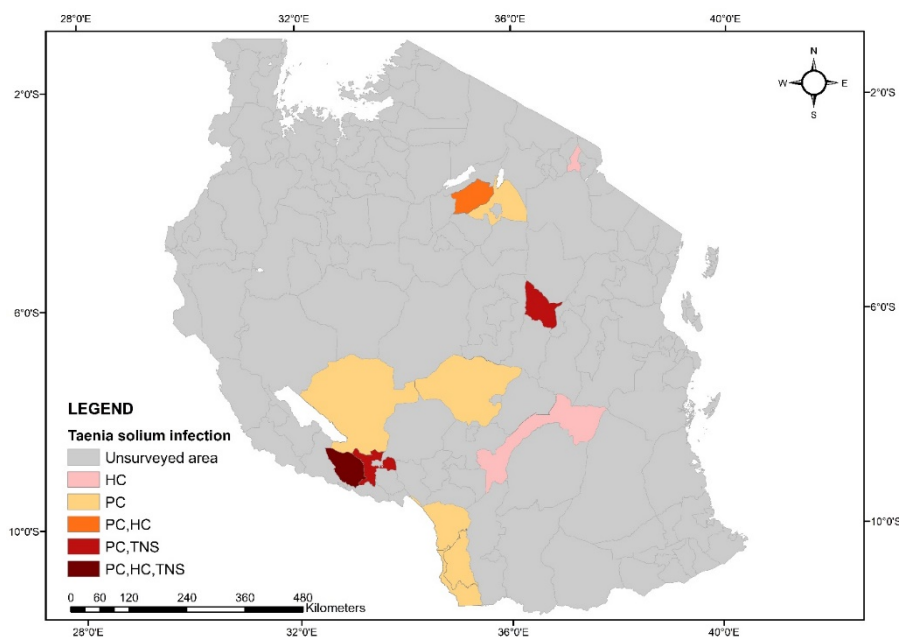 28°0'E 32°0'E 36°0'E 40°0'E
N
W E
S
2°0'S 2°0'S
8°0'S 6°0'S
10°0'S 10°0'S
LEGEND
Taenia solium infection
Unsurveyed area
HC
PC
PC,HC
PC,TNS
PC,HC,TNS
0 60 120 240 360 480
Kilometers
28°0'E 32°0'E 36°0'E 40°0'E